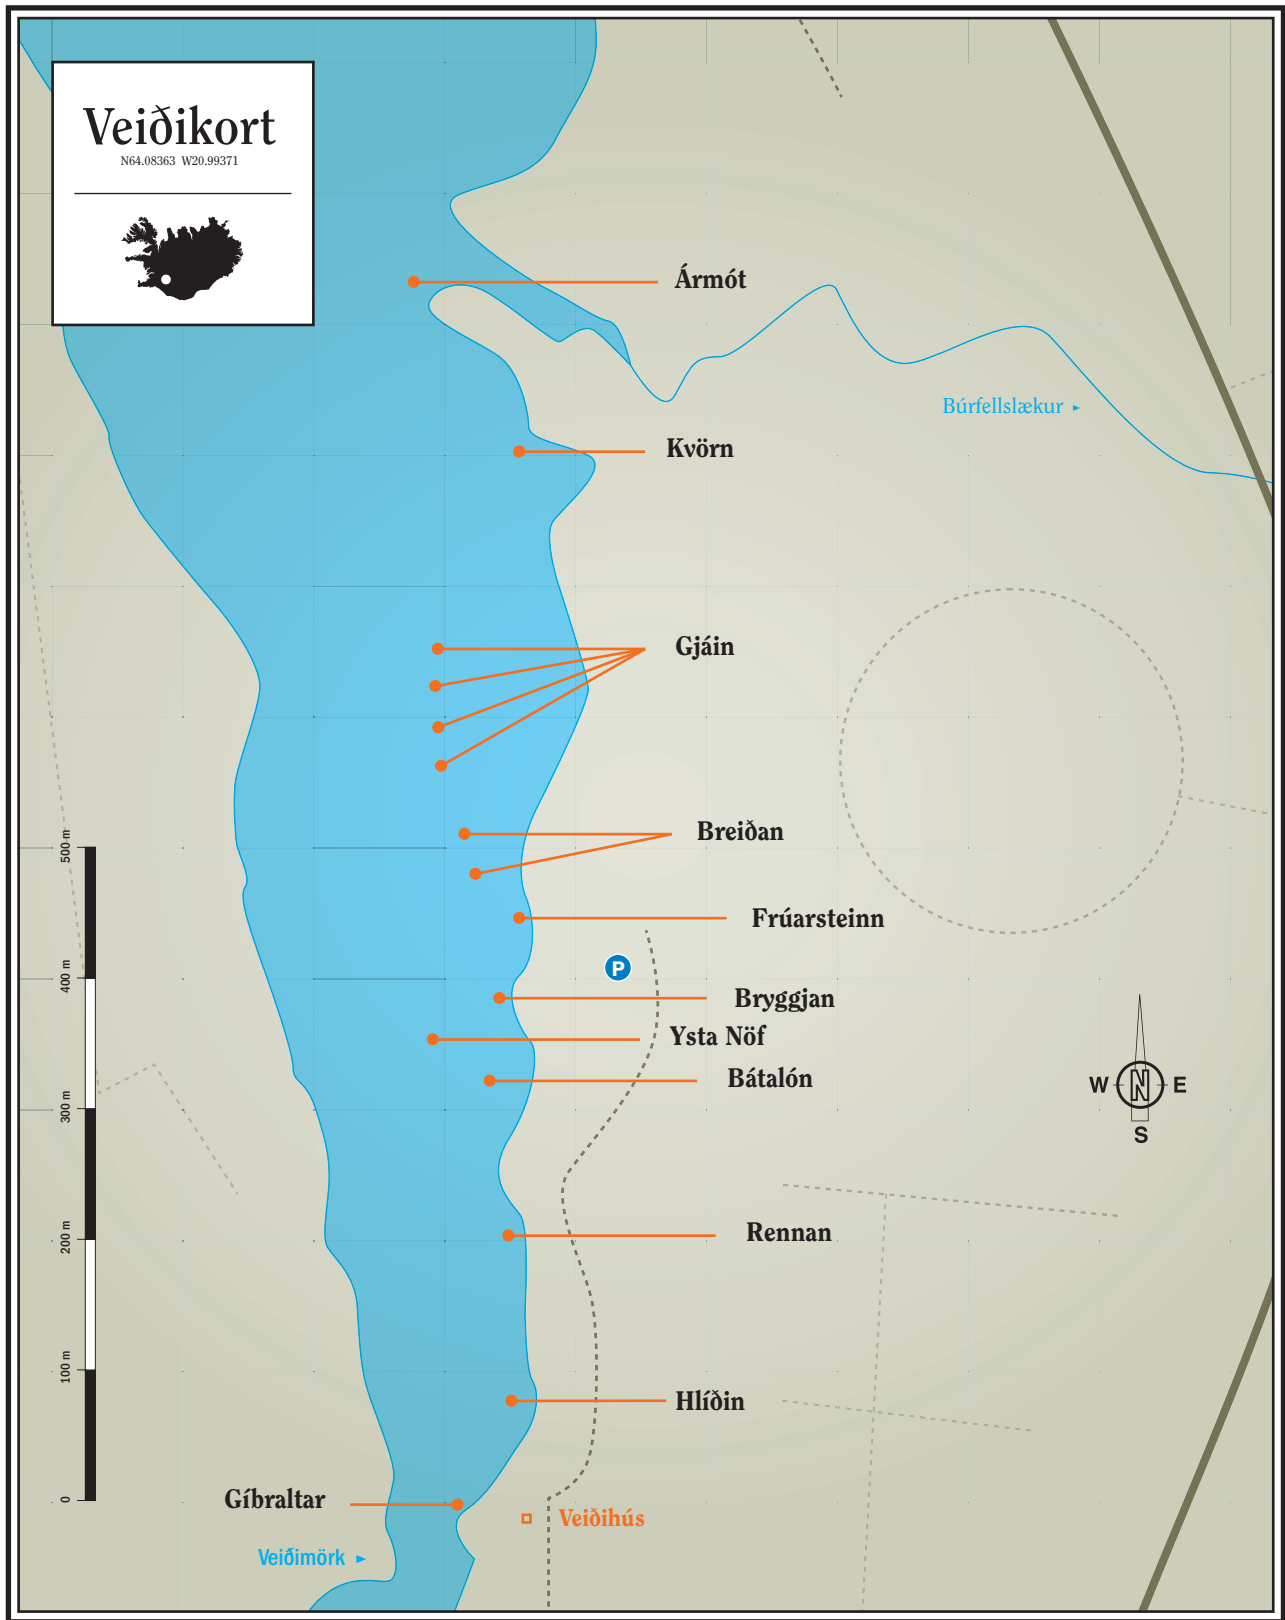 Veiðikort
N64.08363 W20.99371
Ármót
Búrfellslækur
Kvörn
Gjáin
Breiðan
Frúarsteinn
P
Bryggjan
Ysta Nöf
Bátalón
Rennan
Hlíðin
Gíbraltar
Veiðihús
Veiðimörk
500 m
400 m
300 m
200 m
100 m
0
W N E
S